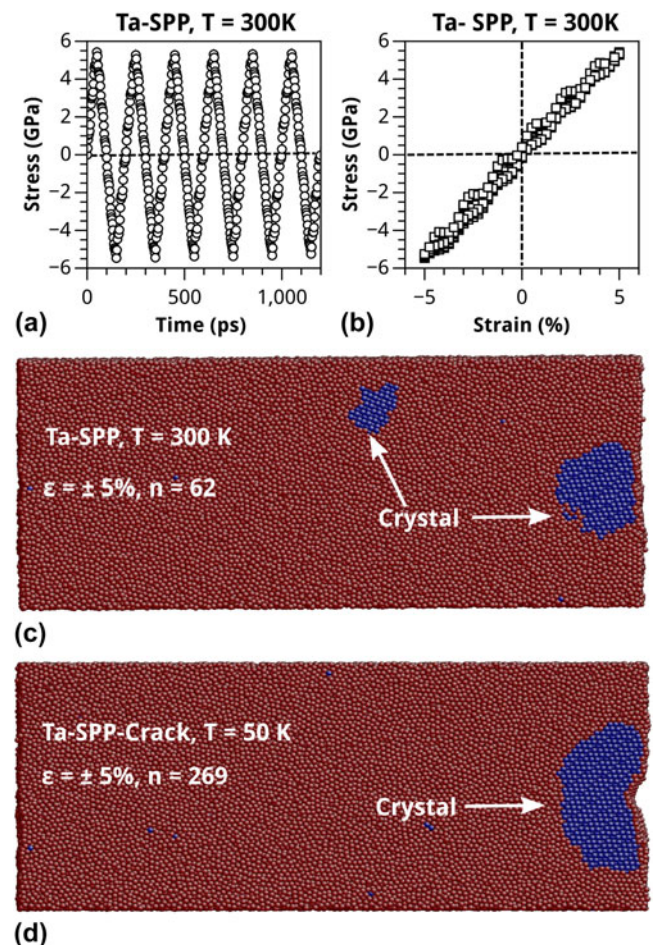 Ta-SPP, T = 300K
Stress (GPa)
6
4
2
0
−2
−4
−6
0
500
1,000
Time (ps)
(a)
Ta- SPP, T = 300K
Stress (GPa)
6
4
2
0
−2
−4
−6
−5
0
5
Strain (%)
(b)
Ta-SPP, T = 300 K
ε = ± 5%, n = 62
Crystal
(c)
Ta-SPP-Crack, T = 50 K
ε = ± 5%, n = 269
Crystal
(d)